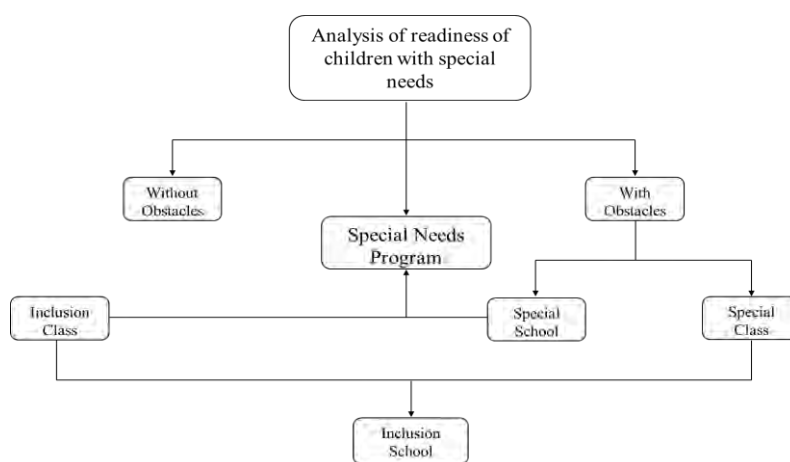 Analysis of readiness of
children with special
needs
Without
Obstacles
With
Obstacles
Special Needs
Program
Inclusion
Class
Special
School
Special
Class
Inclusion
School